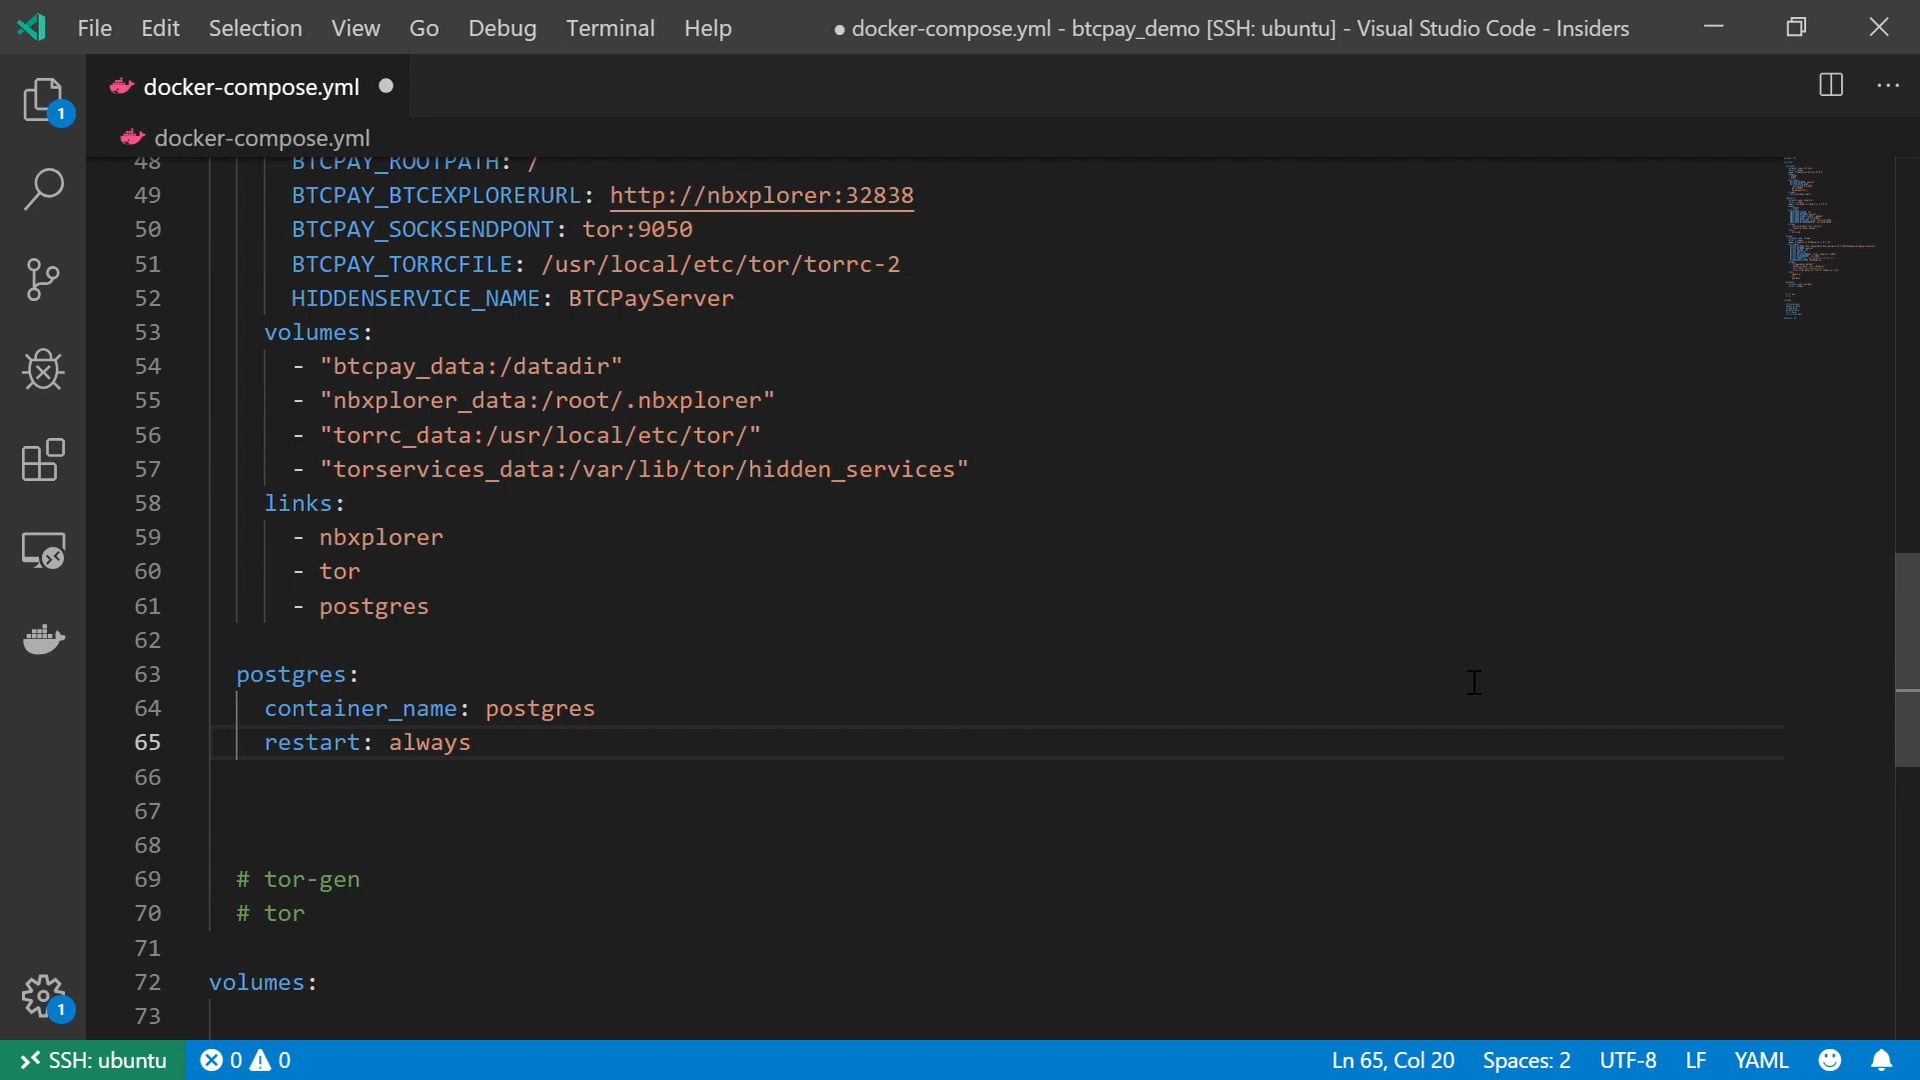 File Edit Selection View Go Debug Terminal Help ● docker-compose.yml - btcpay_demo [SSH: ubuntu] - Visual Studio Code - Insiders
1
docker-compose.yml ●
docker-compose.yml
48 BTCPAY_ROOTPATH: /
49 BTCPAY_BTCEXPLORERURL: http://nbxplorer:32838
50 BTCPAY_SOCKSENDPONT: tor:9050
51 BTCPAY_TORRCFILE: /usr/local/etc/tor/torrc-2
52 HIDDENSERVICE_NAME: BTCPayServer
53 volumes:
54 - "btcpay_data:/datadir"
55 - "nbxplorer_data:/root/.nbxplorer"
56 - "torrc_data:/usr/local/etc/tor/"
57 - "torservices_data:/var/lib/tor/hidden_services"
58 links:
59 - nbxplorer
60 - tor
61 - postgres
62
63 postgres:
64 container_name: postgres
65 restart: always
66
67
68
69 # tor-gen
70 # tor
71
72 volumes:
73
1
SSH: ubuntu 0 0 Ln 65, Col 20 Spaces: 2 UTF-8 LF YAML